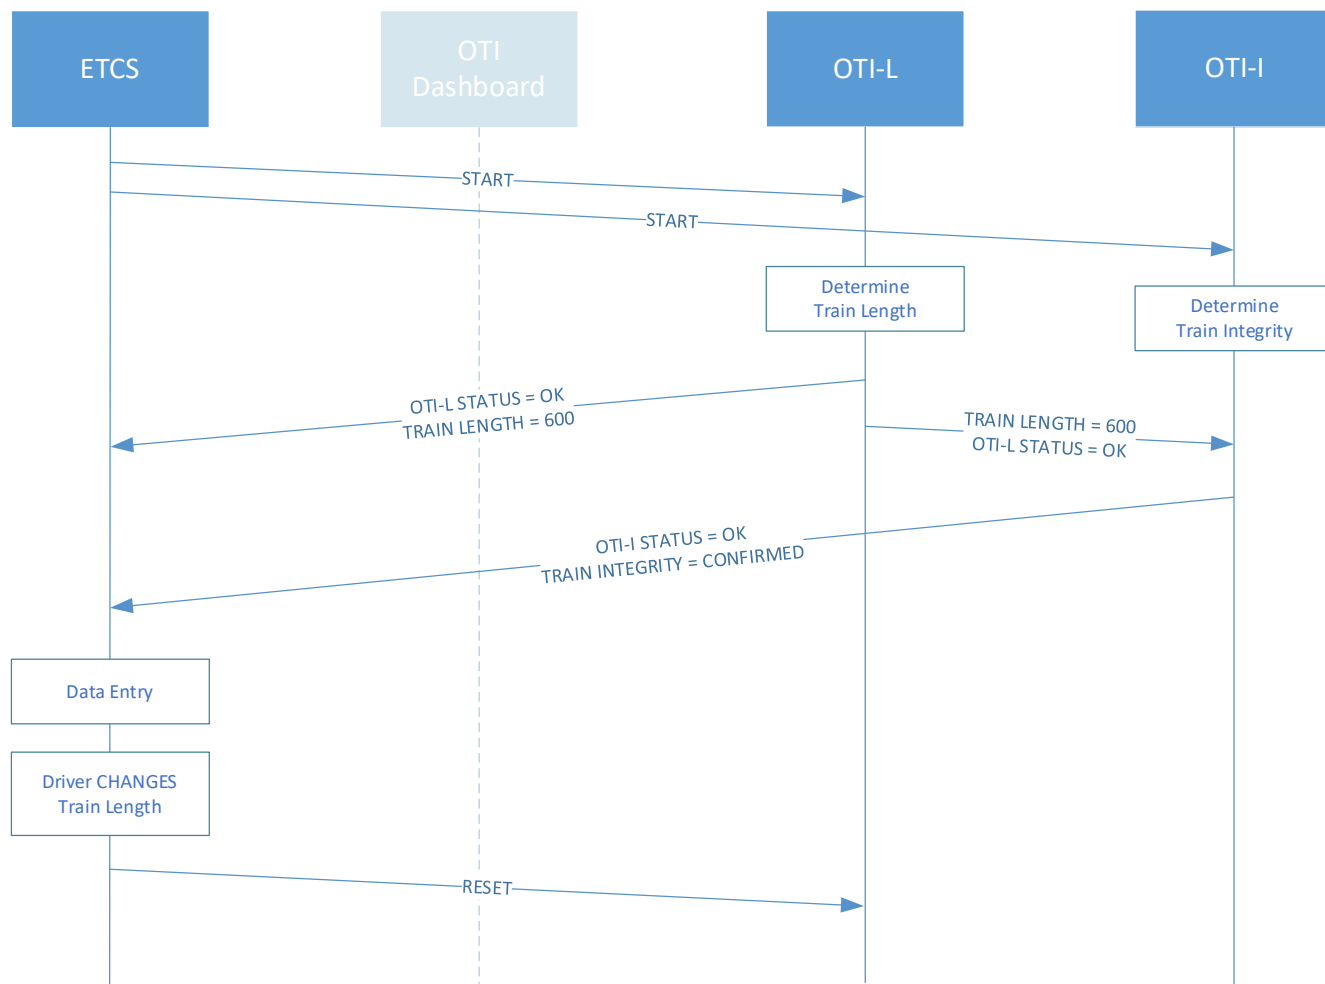 ETCS
OTI
Dashboard
OTI-L
OTI-I
START
START
Determine
Train Length
Determine
Train Integrity
OTI-L STATUS = OK
TRAIN LENGTH = 600
TRAIN LENGTH = 600
OTI-L STATUS = OK
OTI-I STATUS = OK
TRAIN INTEGRITY = CONFIRMED
Data Entry
Driver CHANGES
Train Length
RESET